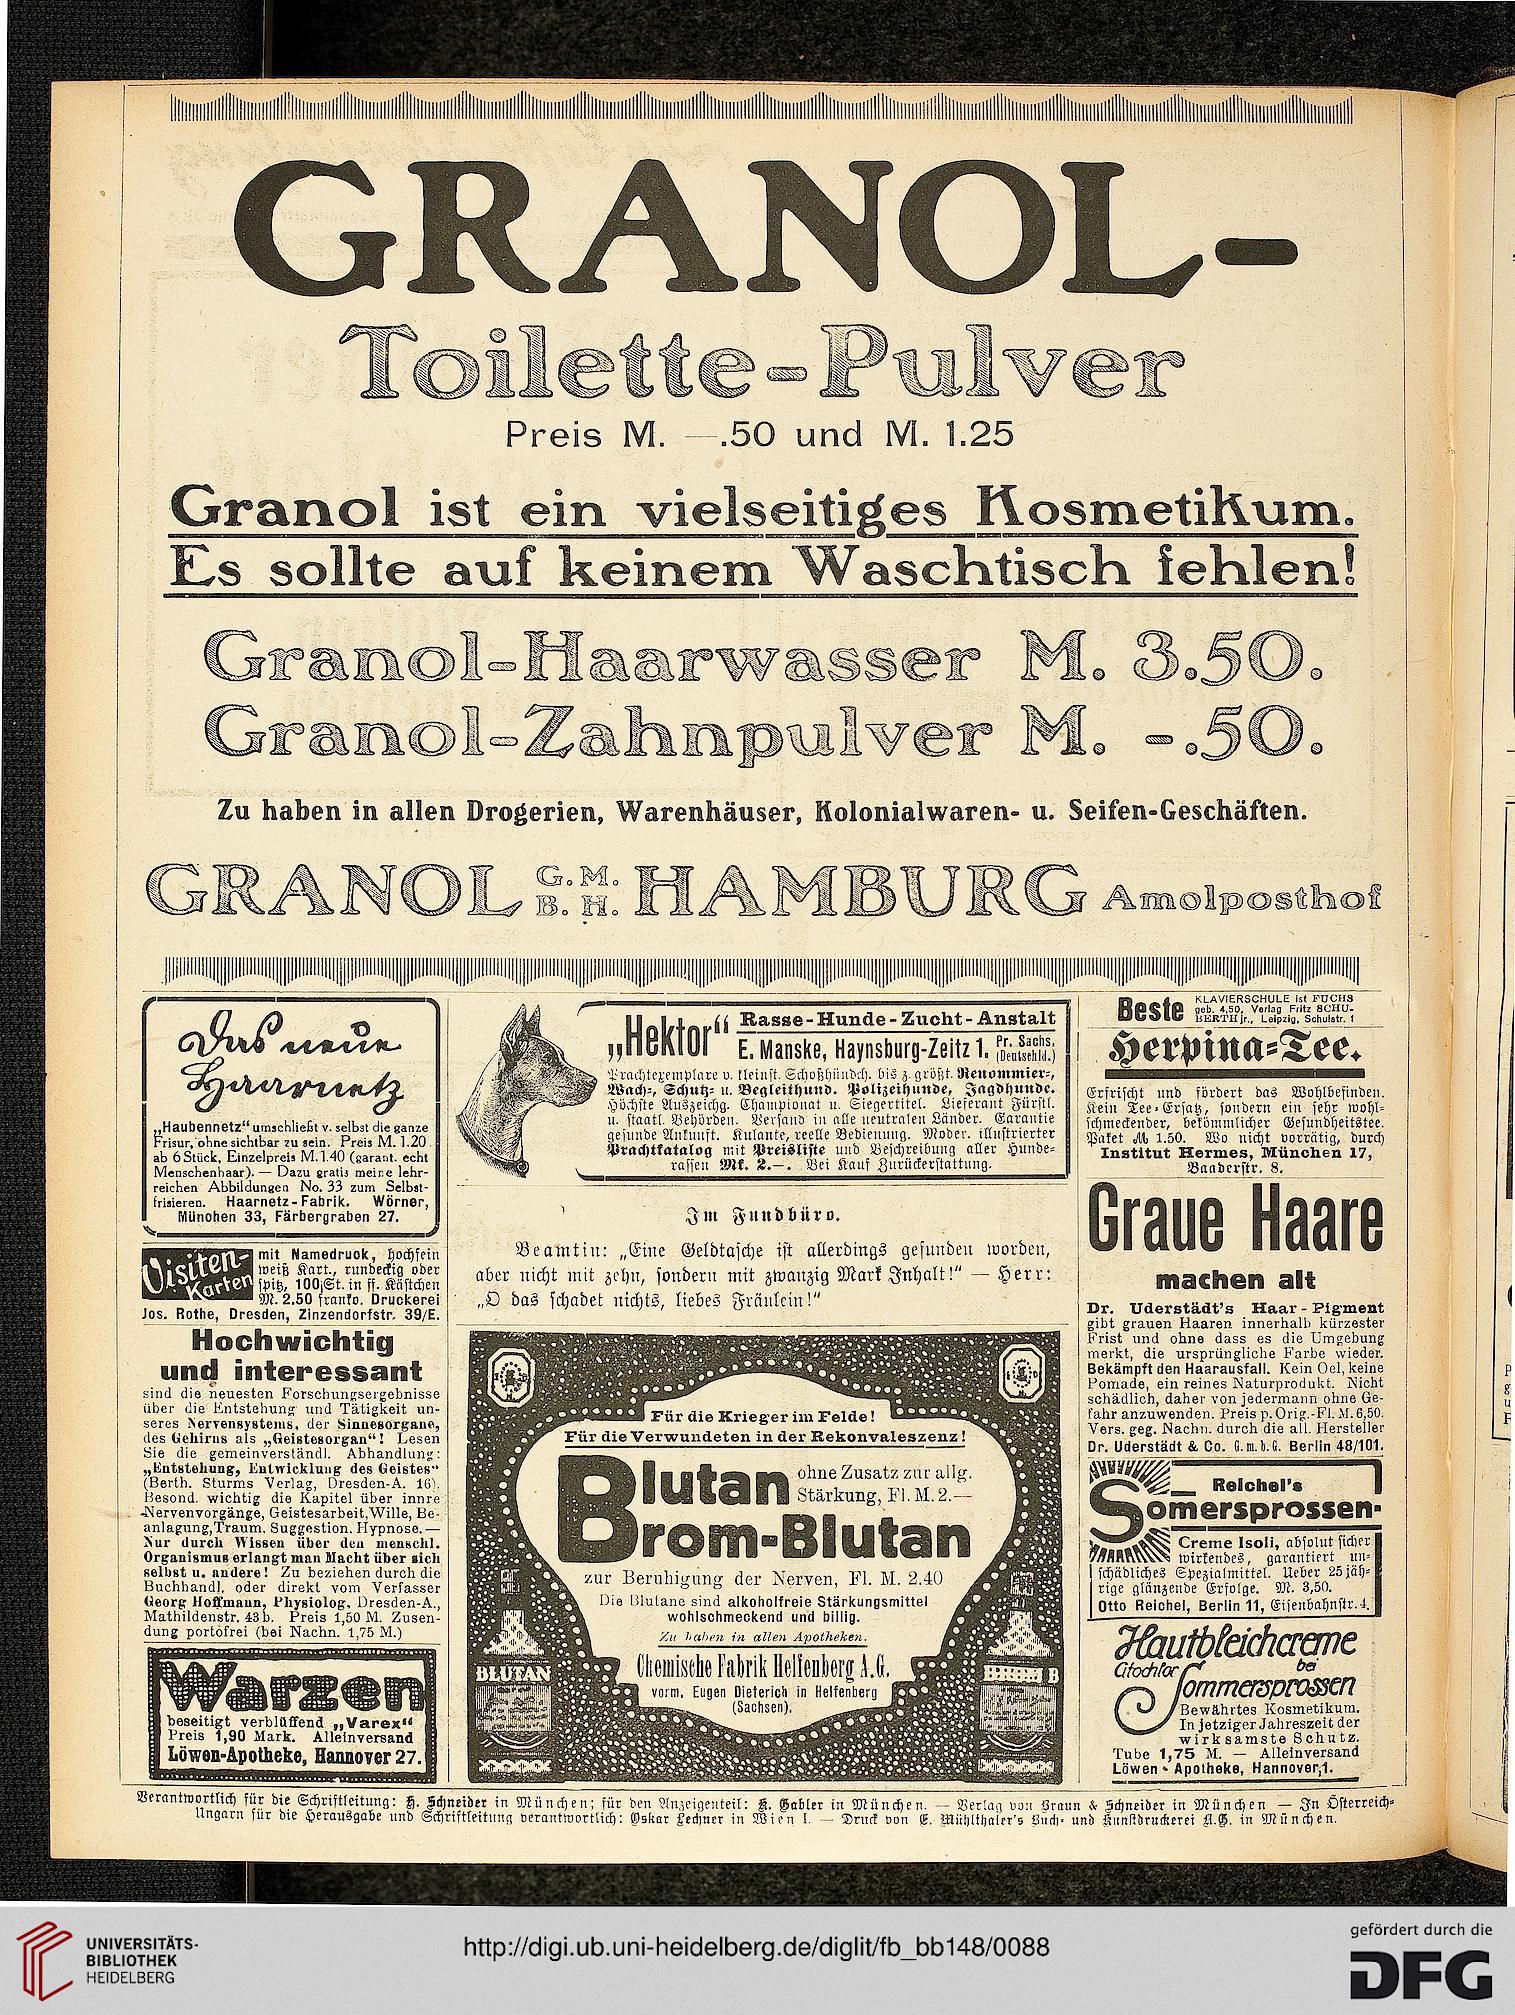 GRANOL-
Toilette-Pulver
Preis M. —.50 und M. 1.25
Granol ist ein vielseitiges Kosmetikum.
Es sollte auf keinem Waschtisch fehlen!
Granol-Haarwasser M. 3.50.
Granol-Zahnpulver M. -.50.
Zu haben in allen Drogerien, Warenhäuser, Kolonialwaren- u. Seifen-Geschäften.
GRANOL G.M.B.H. HAMBURG Amolposthof
Das neue
Haarnetz
„Haubennetz“ umschließt v. selbst die ganze
Frisur, ohne sichtbar zu sein. Preis M. 1.20
ab 6 Stück, Einzelpreis M. 1.40 (garant. echt
Menschenhaar). — Dazu gratis meine lehr-
reichen Abbildungen No. 33 zum Selbst-
frisieren. Haarnetz-Fabrik. Wörner,
München 33, Färbergraben 27.
Visiten-
Karten
mit Namedruck, hochfein
weiß Kart., rundeckig oder
spitz, 100 St. in ff. Kästchen
M. 2.50 franko. Druckerei
Jos. Rothe, Dresden, Zinzendorfstr. 39/E.
Hochwichtig
und interessant
sind die neuesten Forschungsergebnisse
über die Entstehung und Tätigkeit un-
seres Nervensystems, der Sinnesorgane,
des Gehirns als „Geistesorgan“! Lesen
Sie die gemeinverständl. Abhandlung:
„Entstehung, Entwicklung des Geistes“
(Berth. Sturms Verlag, Dresden-A. 16).
Besond. wichtig die Kapitel über innre
Nervenvorgänge, Geistesarbeit, Wille, Be-
anlagung, Traum, Suggestion, Hypnose. —
Nur durch Wissen über den menschl.
Organismus erlangt man Macht über sich
selbst u. andere! Zu beziehen durch die
Buchhandl. oder direkt vom Verfasser
Georg Hoffmann, Physiolog, Dresden-A.,
Mathildenstr. 43b. Preis 1,50 M. Zusen-
dung portofrei (bei Nachn. 1,75 M.)
Warzen
beseitigt verblüffend „Varex“
Preis 1,90 Mark. Alleinversand
Löwen-Apotheke, Hannover 27.
„Hektor“ Rasse-Hunde-Zucht-Anstalt
E. Manske, Haynsburg-Zeitz 1. Pr. Sachs. (Deutschld.)
Prachtexemplare v. kleinst. Schoßhündch. bis z. größt. Renommier-,
Wach-, Schutz- u. Begleithund. Polizeihunde, Jagdhunde.
Höchste Auszeichg. Championat u. Siegertitel. Lieferant Fürstl.
u. staatl. Behörden. Versand in alle neutralen Länder. Garantie
gesunde Ankunft. Kulante, reelle Bedienung. Moder. illustrierter
Prachtkatalog mit Preisliste und Beschreibung aller Hunde-
rassen Mk. 2.—. Bei Kauf Zurückerstattung.
Im Fundbüro.
Beamtin: „Eine Geldtasche ist allerdings gefunden worden,
aber nicht mit zehn, sondern mit zwanzig Mark Inhalt!“ — Herr:
„O das schadet nichts, liebes Fräulein!“
Für die Krieger im Felde!
Für die Verwundeten in der Rekonvaleszenz!
Blutan ohne Zusatz zur allg.
Stärkung, Fl. M. 2.—
Brom-Blutan
zur Beruhigung der Nerven, Fl. M. 2.40
Die Blutane sind alkoholfreie Stärkungsmittel
wohlschmeckend und billig.
Zu haben in allen Apotheken.
Chemische Fabrik Helfenberg A.G.
vorm. Eugen Dieterich in Helfenberg
(Sachsen).
BLUTAN
Beste KLAVIERSCHULE ist FUCHS
geb. 4,50, Verlag Fritz SCHU-
BERTH jr., Leipzig, Schulstr. 1
Herpina-Tee.
Erfrischt und fördert das Wohlbefinden.
Kein Tee-Ersatz, sondern ein sehr wohl-
schmeckender, bekömmlicher Gesundheitstee.
Paket M 1.50. Wo nicht vorrätig, durch
Institut Hermes, München 17,
Baaderstr. 8.
Graue Haare
machen alt
Dr. Uderstädt's Haar-Pigment
gibt grauen Haaren innerhalb kürzester
Frist und ohne dass es die Umgebung
merkt, die ursprüngliche Farbe wieder.
Bekämpft den Haarausfall. Kein Oel, keine
Pomade, ein reines Naturprodukt. Nicht
schädlich, daher von jedermann ohne Ge-
fahr anzuwenden. Preis p. Orig.-Fl. M. 6,50.
Vers. geg. Nachn. durch die all. Hersteller
Dr. Uderstädt & Co. G.m.b.G. Berlin 48/101.
Reichel's
Somersprossen-
Creme Isoli, absolut sicher
wirkendes, garantiert un-
schädliches Spezialmittel. Ueber 25 jäh-
rige glänzende Erfolge. M. 3,50.
Otto Reichel, Berlin 11, Eisenbahnstr. 4.
Hautbleichcreme
Citochlor bei
Sommersprossen
Bewährtes Kosmetikum.
In jetziger Jahreszeit der
wirksamste Schutz.
Tube 1,75 M. — Alleinversand
Löwen-Apotheke, Hannover, 1.
Verantwortlich für die Schriftleitung: H. Schneider in München; für den Anzeigenteil: K. Gabler in München. — Verlag von Braun & Schneider in München — In Österreich-
Ungarn für die Herausgabe und Schriftleitung verantwortlich: Oskar Lechner in Wien I. — Druck von E. Mühlthaler's Buch- und Kunstdruckerei A.G. in München.
UNIVERSITÄTS-
BIBLIOTHEK
HEIDELBERG
http://digi.ub.uni-heidelberg.de/diglit/fb_bb148/0088
gefördert durch die
DFG